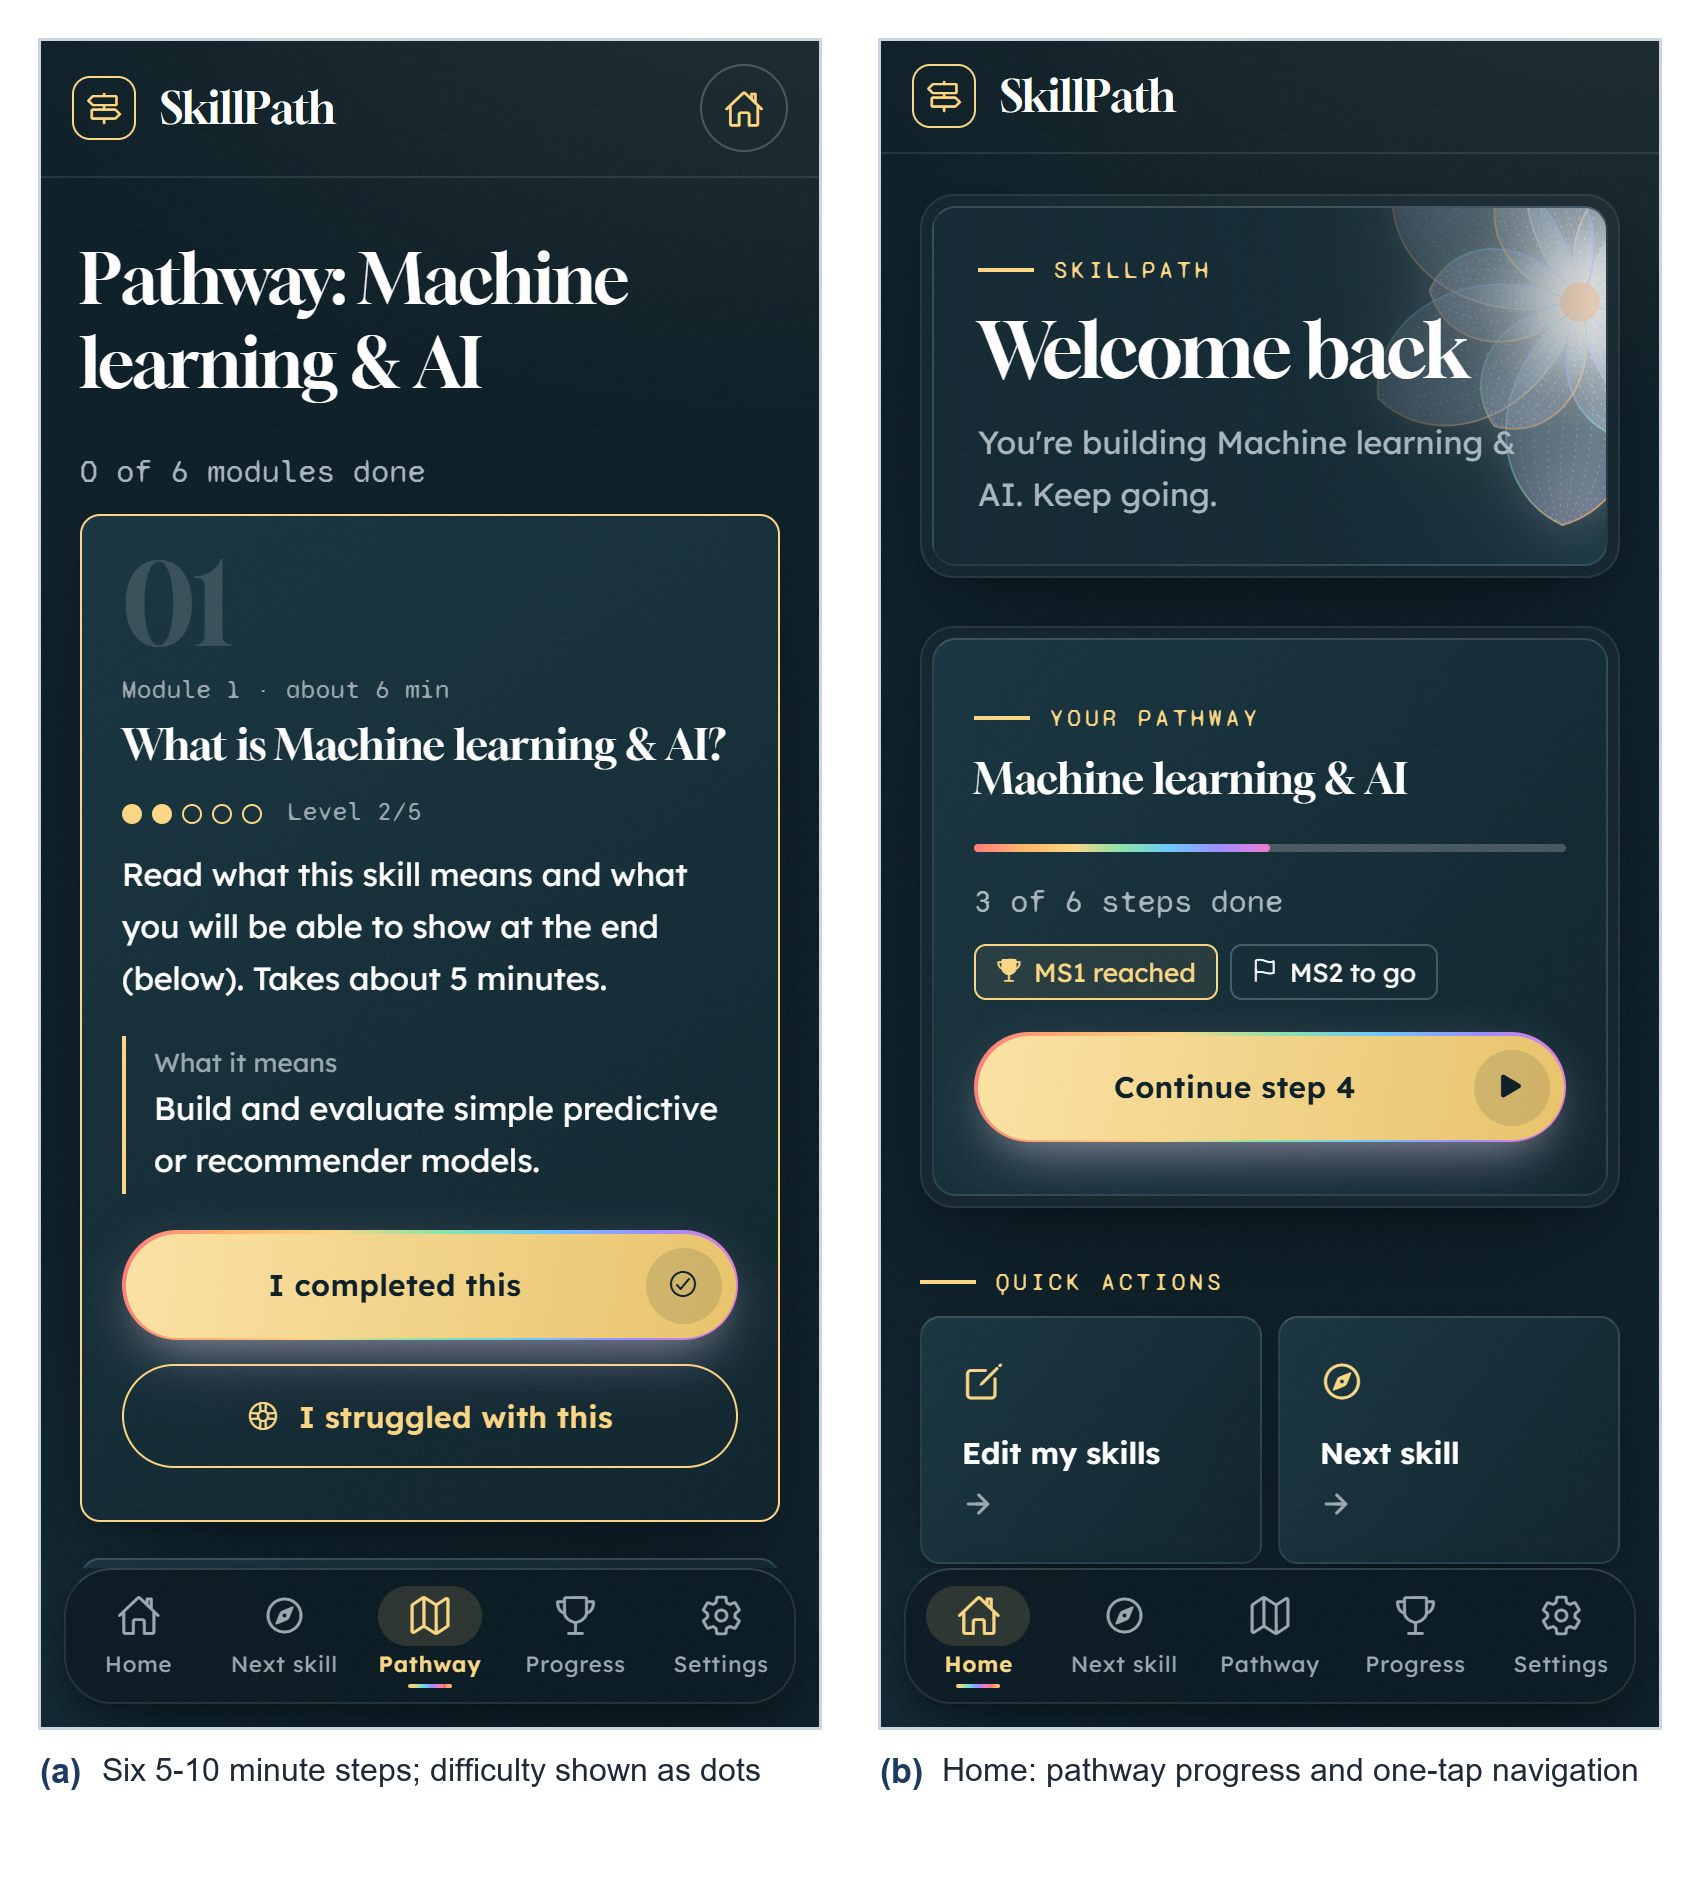 SkillPath
Pathway: Machine
learning & AI
0 of 6 modules done
01
Module 1 · about 6 min
What is Machine learning & AI?
Level 2/5
Read what this skill means and what
you will be able to show at the end
(below). Takes about 5 minutes.
What it means
Build and evaluate simple predictive
or recommender models.
I completed this
I struggled with this
Home Next skill Pathway Progress Settings
(a) Six 5-10 minute steps; difficulty shown as dots
SkillPath
SKILLPATH
Welcome back
You're building Machine learning &
AI. Keep going.
YOUR PATHWAY
Machine learning & AI
3 of 6 steps done
MS1 reached MS2 to go
Continue step 4
QUICK ACTIONS
Edit my skills Next skill
Home Next skill Pathway Progress Settings
(b) Home: pathway progress and one-tap navigation